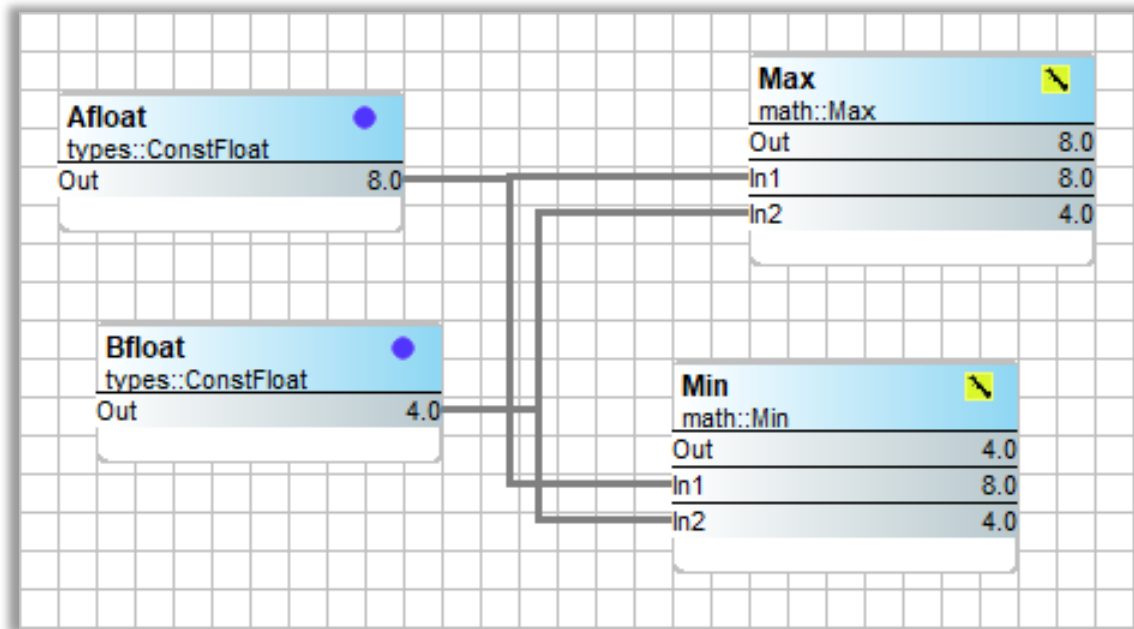 Afloat
types::ConstFloat
Out 8.0
Bfloat
types::ConstFloat
Out 4.0
Max
math::Max
Out 8.0
In1 8.0
In2 4.0
Min
math::Min
Out 4.0
In1 8.0
In2 4.0